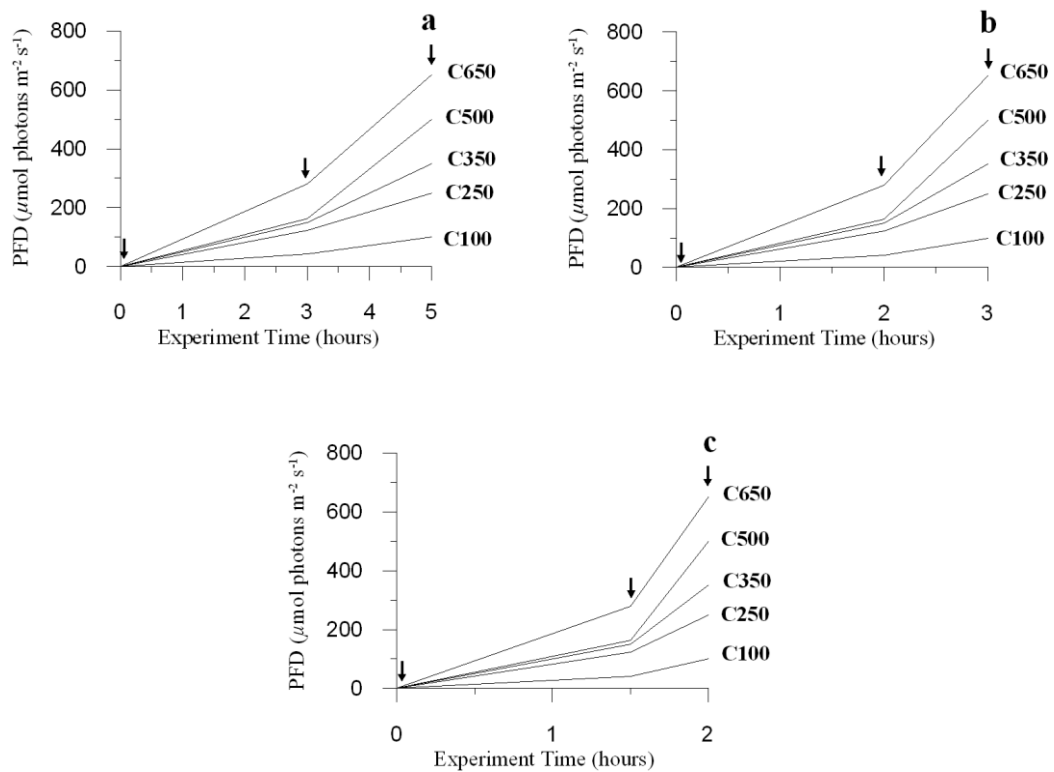 a
800
600
400
200
0
PFD (µmol photons m⁻² s⁻¹)
C650
C500
C350
C250
C100
0 1 2 3 4 5
Experiment Time (hours)
b
800
600
400
200
0
PFD (µmol photons m⁻² s⁻¹)
C650
C500
C350
C250
C100
0 1 2 3
Experiment Time (hours)
c
800
600
400
200
0
PFD (µmol photons m⁻² s⁻¹)
C650
C500
C350
C250
C100
0 1 2
Experiment Time (hours)